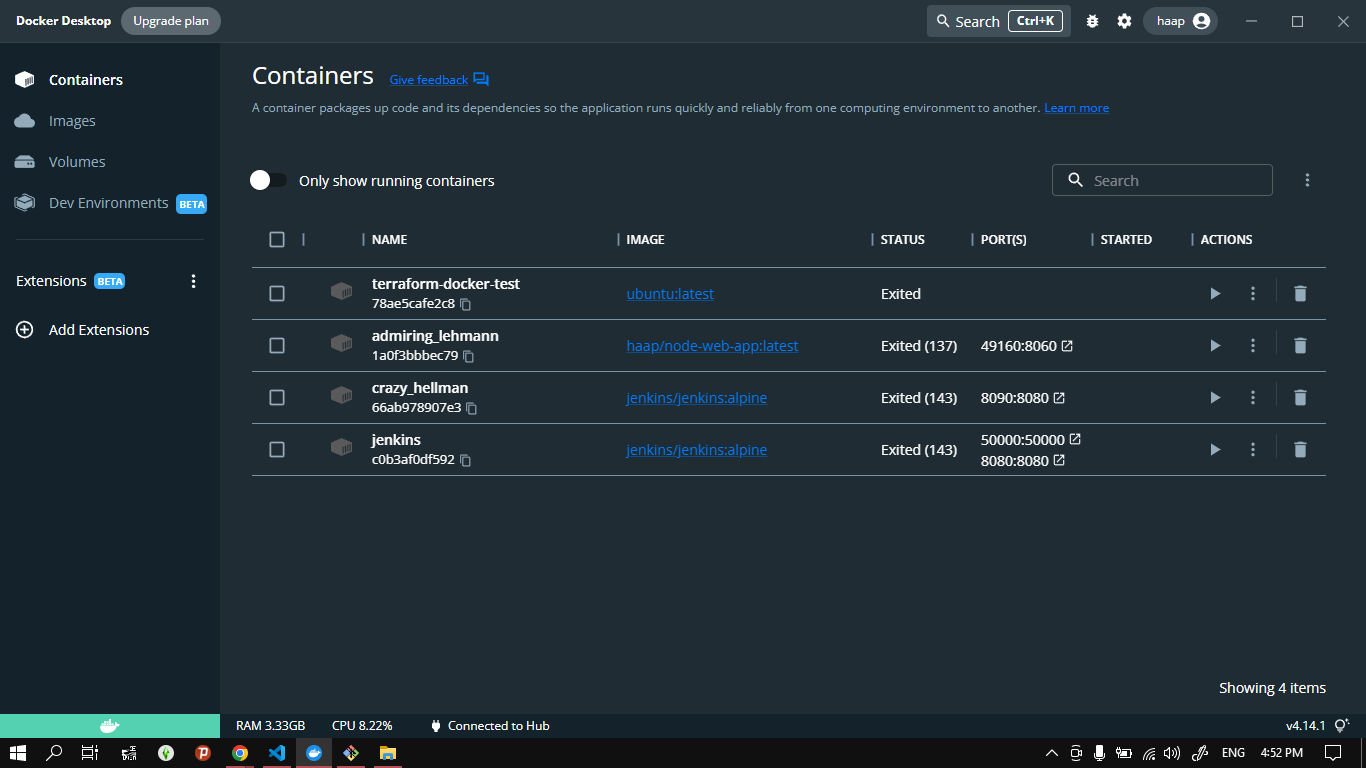 Docker Desktop Upgrade plan Search Ctrl+K haap
Containers
Images
Volumes
Dev Environments BETA
Extensions BETA
Add Extensions
Containers Give feedback
A container packages up code and its dependencies so the application runs quickly and reliably from one computing environment to another. Learn more
Only show running containers Search
NAME IMAGE STATUS PORT(S) STARTED ACTIONS
terraform-docker-test
78ae5cafe2c8 ubuntu:latest Exited
admiring_lehmann
1a0f3bbbec79 haap/node-web-app:latest Exited (137) 49160:8060
crazy_hellman
66ab978907e3 jenkins/jenkins:alpine Exited (143) 8090:8080
jenkins
c0b3af0df592 jenkins/jenkins:alpine Exited (143) 50000:50000
8080:8080
Showing 4 items
RAM 3.33GB CPU 8.22% Connected to Hub v4.14.1
ENG 4:52 PM